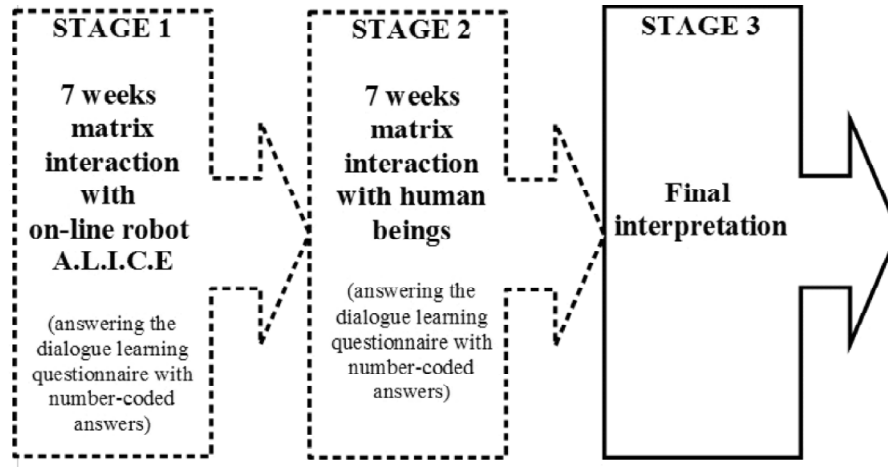 STAGE 1
7 weeks
matrix
interaction
with
on-line robot
A.L.I.C.E
(answering the
dialogue learning
questionnaire with
number-coded
answers)
STAGE 2
7 weeks
matrix
interaction
with human
beings
(answering the
dialogue learning
questionnaire with
number-coded
answers)
STAGE 3
Final
interpretation